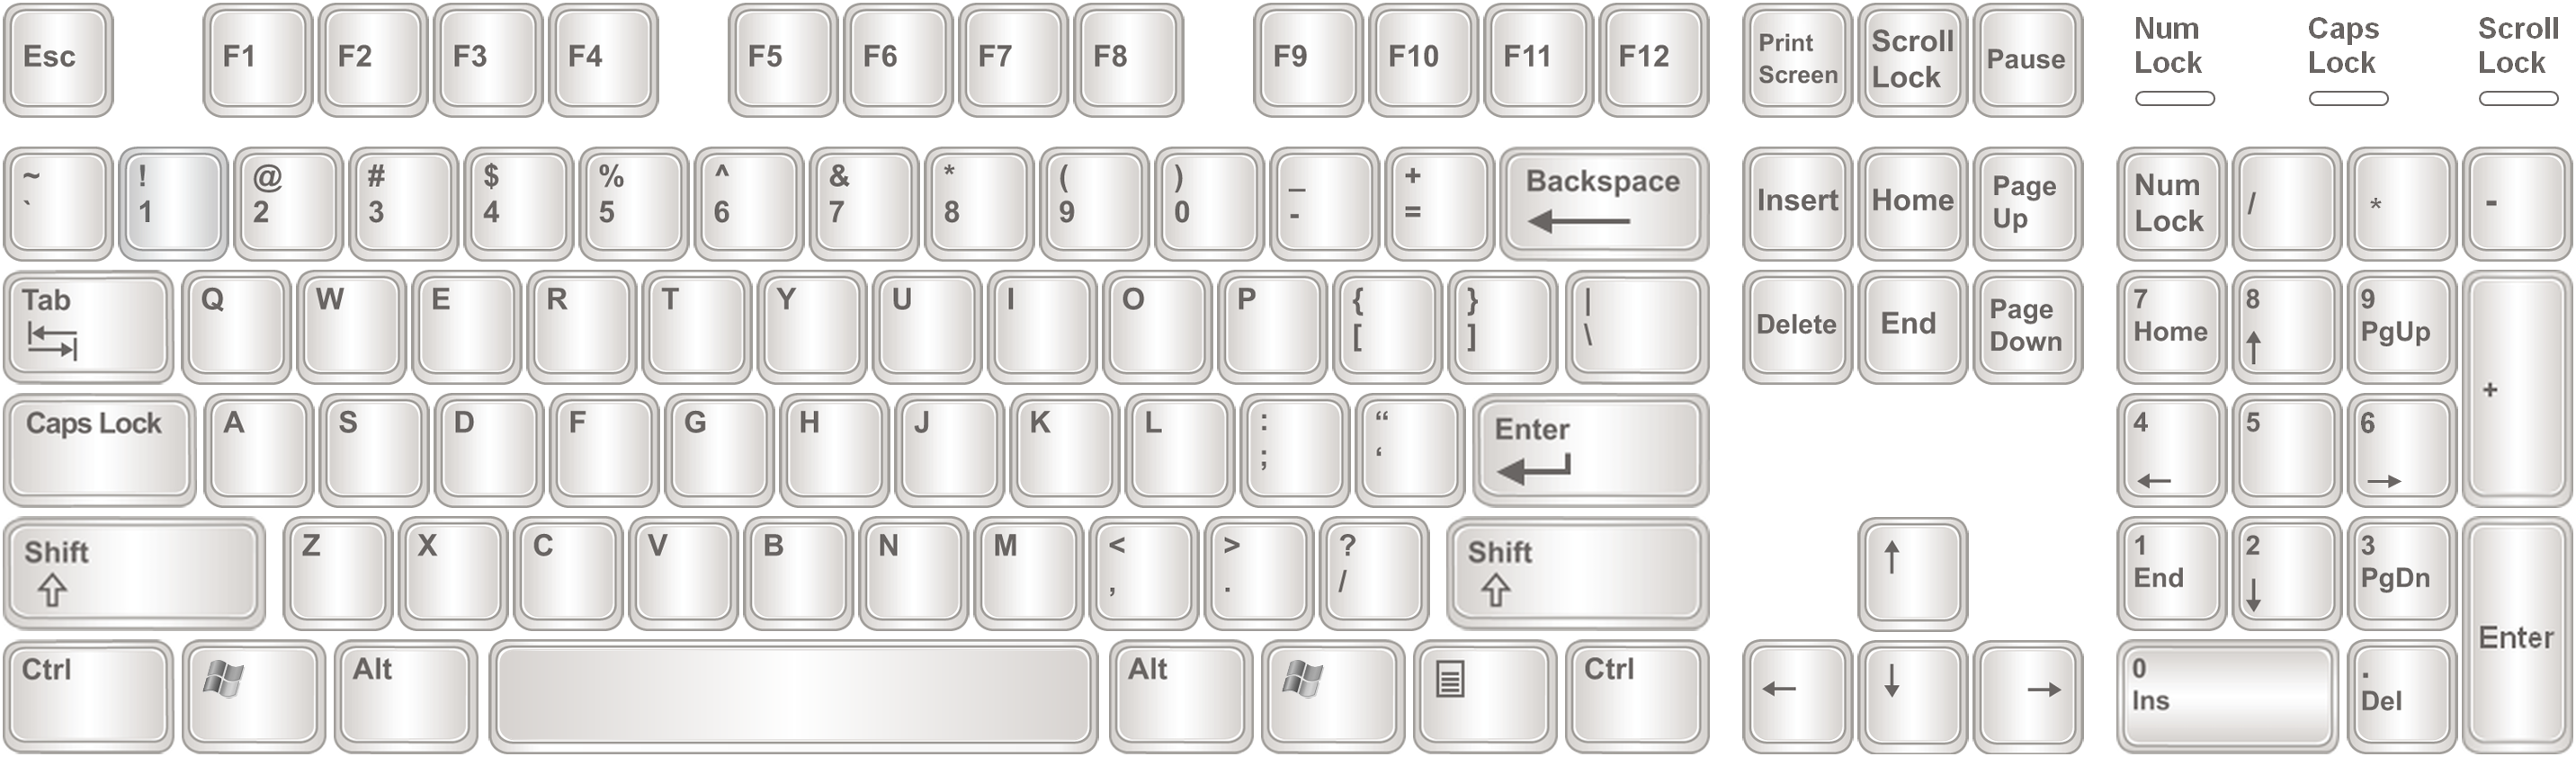 Esc F1 F2 F3 F4 F5 F6 F7 F8 F9 F10 F11 F12
Print
Screen
Scroll
Lock
Pause
Num
Lock
Caps
Lock
Scroll
Lock
~ ! @ # $ % ^ & * ( ) _ +
` 1 2 3 4 5 6 7 8 9 0 - =
Backspace
Insert Home
Page
Up
Num
Lock
/ * -
Tab Q W E R T Y U I O P { } |
[ ] \
Delete End
Page
Down
7 8 9
Home ↑ PgUp
+
Caps Lock A S D F G H J K L : “
; ‘
Enter
4 5 6
← →
Shift Z X C V B N M < > ?
, . /
Shift
↑
1 2 3
End ↓ PgDn
Enter
Ctrl Alt Alt Ctrl
← ↓ →
0 .
Ins Del